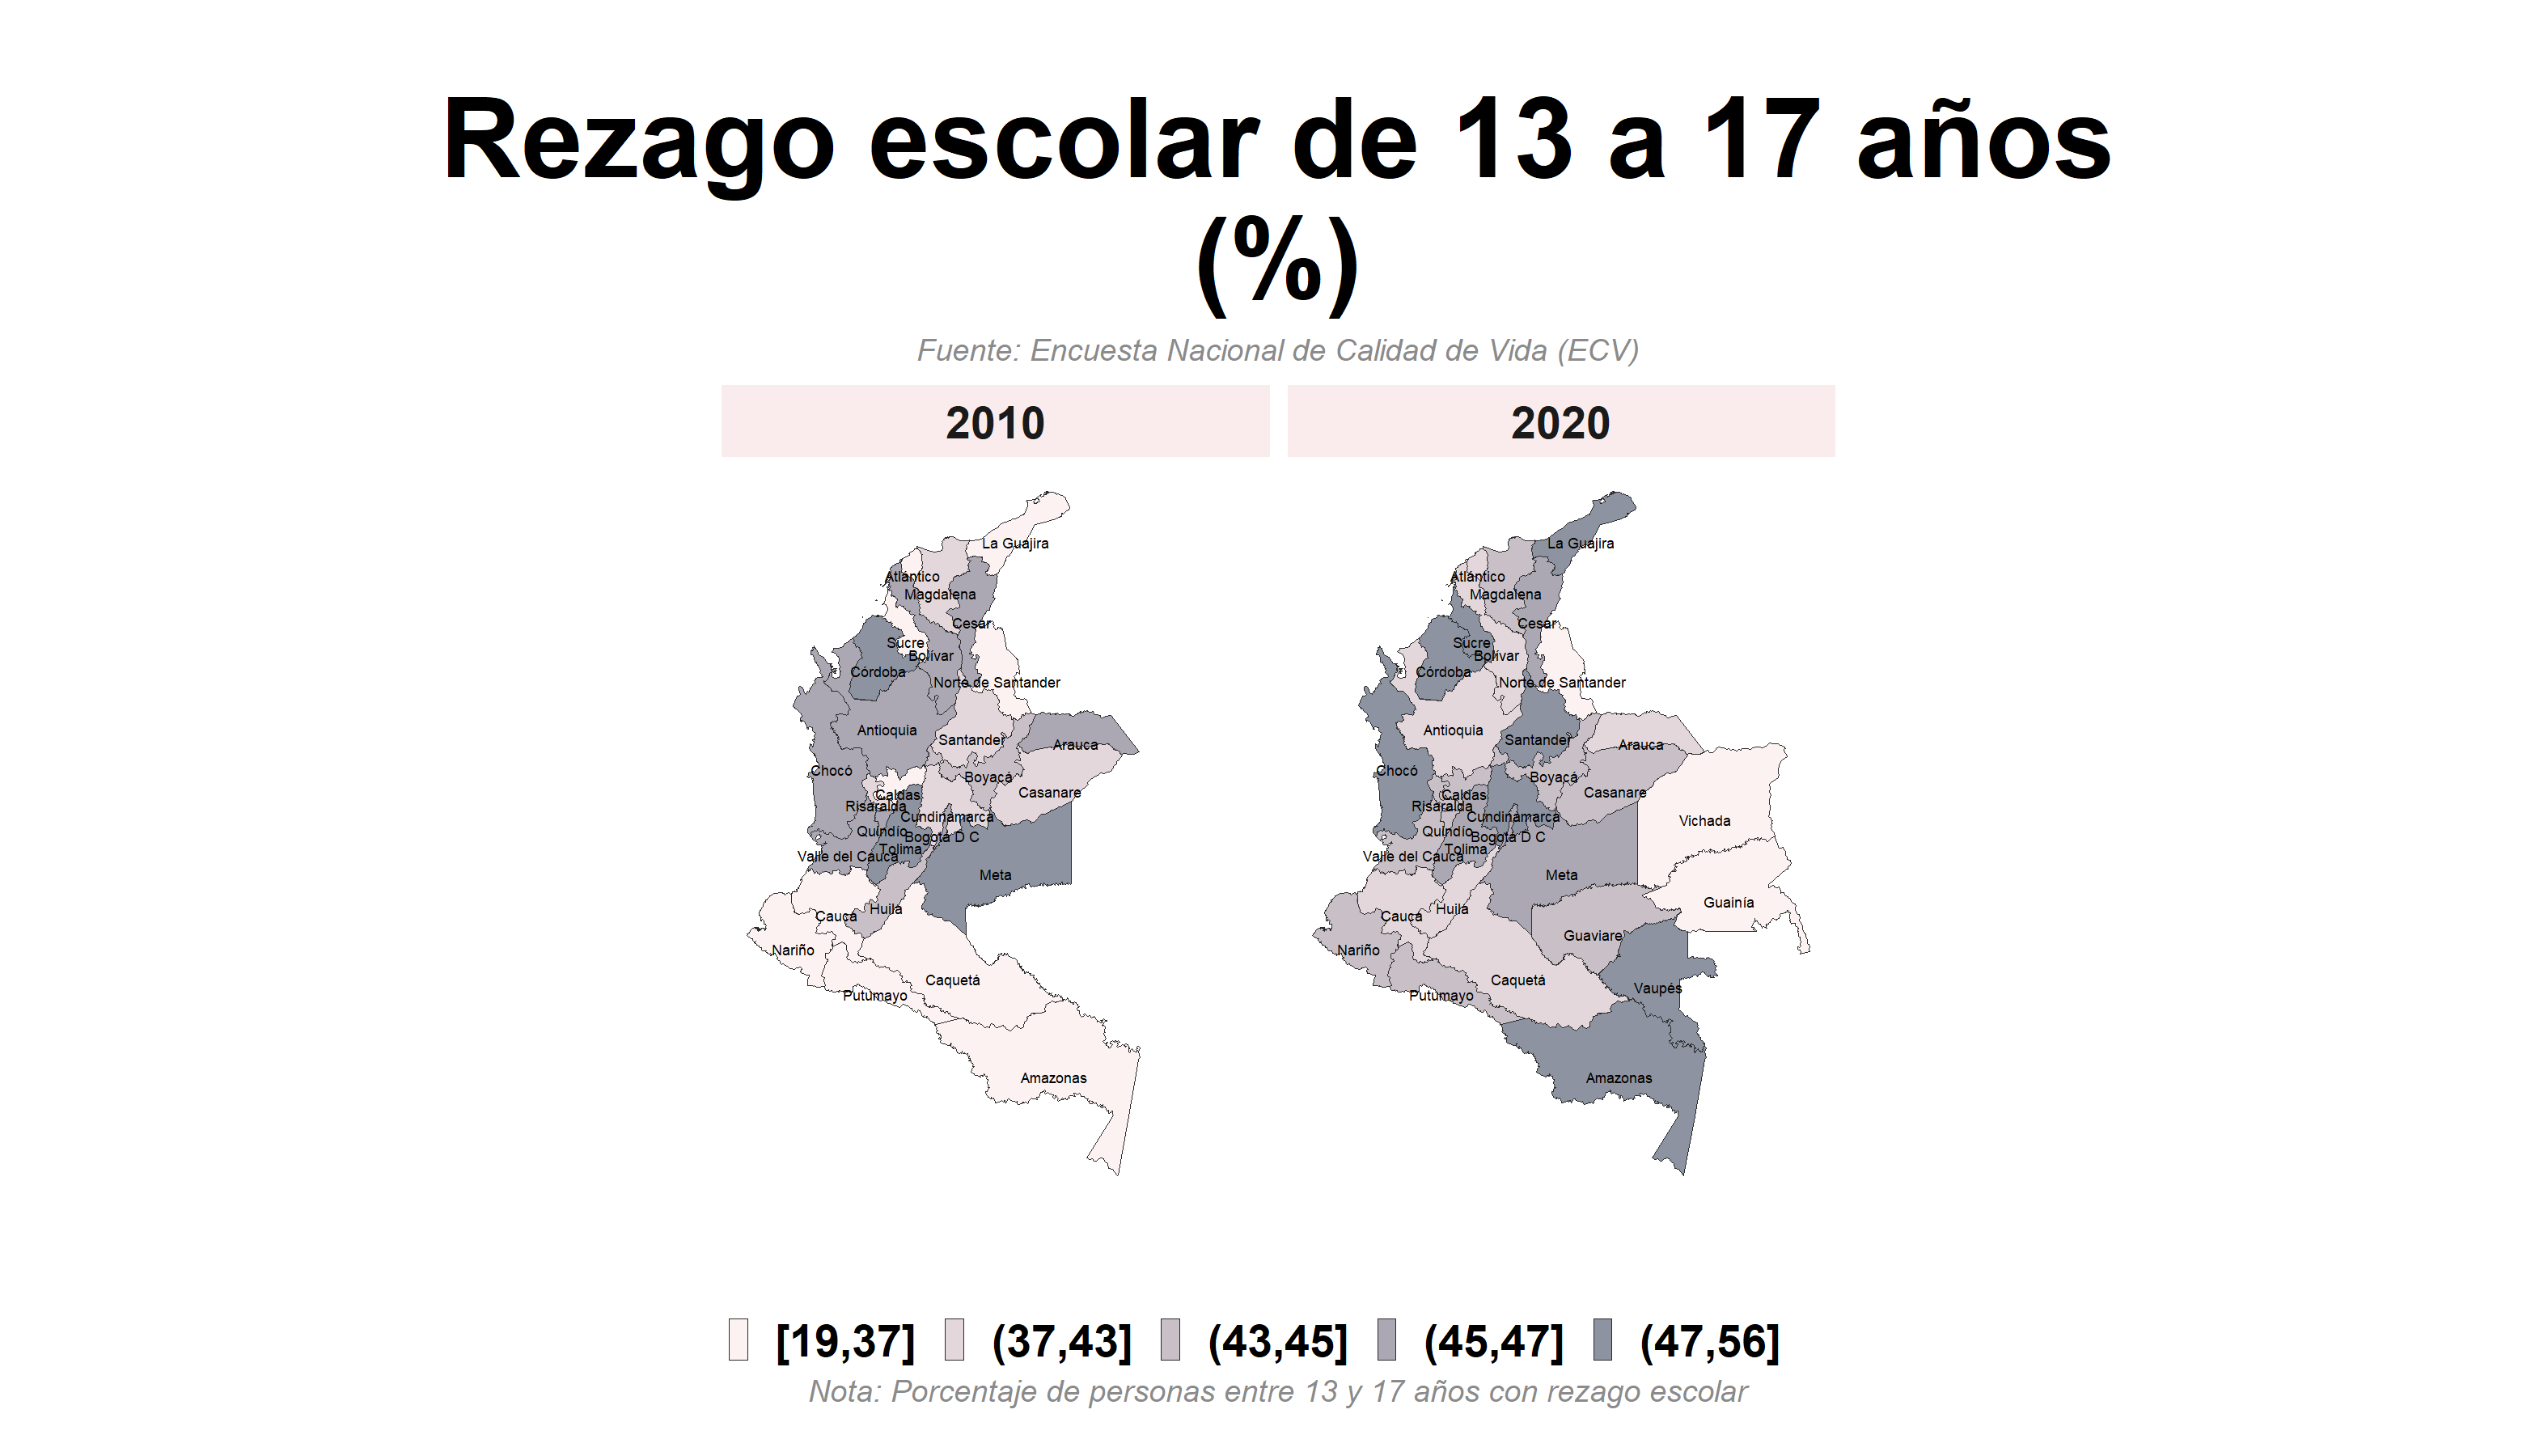 Rezago escolar de 13 a 17 años
(%)
Fuente: Encuesta Nacional de Calidad de Vida (ECV)
2010
2020
La Guajira
Atlántico
Magdalena
Cesar
Sucre
Bolívar
Córdoba
Norte de Santander
Antioquia
Santander
Arauca
Chocó
Boyacá
Casanare
Caldas
Risaralda
Cundinamarca
Quindío
Bogotá D C
Tolima
Valle del Cauca
Meta
Huila
Cauca
Nariño
Caquetá
Putumayo
Amazonas
La Guajira
Atlántico
Magdalena
Cesar
Sucre
Bolívar
Córdoba
Norte de Santander
Antioquia
Santander
Arauca
Chocó
Boyacá
Casanare
Caldas
Risaralda
Cundinamarca
Vichada
Quindío
Bogotá D C
Tolima
Valle del Cauca
Meta
Guainía
Huila
Cauca
Guaviare
Nariño
Caquetá
Vaupés
Putumayo
Amazonas
[19,37] (37,43] (43,45] (45,47] (47,56]
Nota: Porcentaje de personas entre 13 y 17 años con rezago escolar